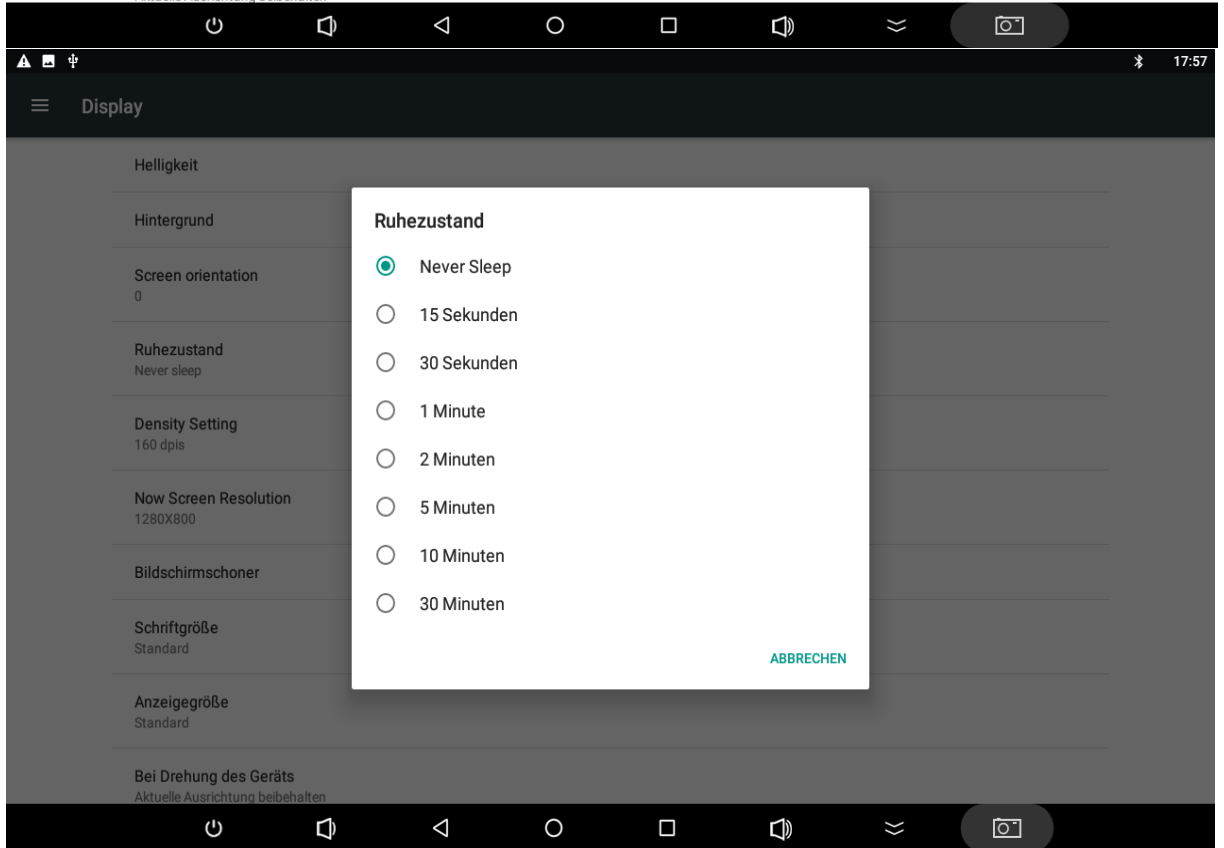 17:57
Display
Helligkeit
Hintergrund
Screen orientation
0
Ruhezustand
Never sleep
Density Setting
160 dpis
Now Screen Resolution
1280X800
Bildschirmschoner
Schriftgröße
Standard
Anzeigegröße
Standard
Bei Drehung des Geräts
Aktuelle Ausrichtung beibehalten
Ruhezustand
Never Sleep
15 Sekunden
30 Sekunden
1 Minute
2 Minuten
5 Minuten
10 Minuten
30 Minuten
ABBRECHEN